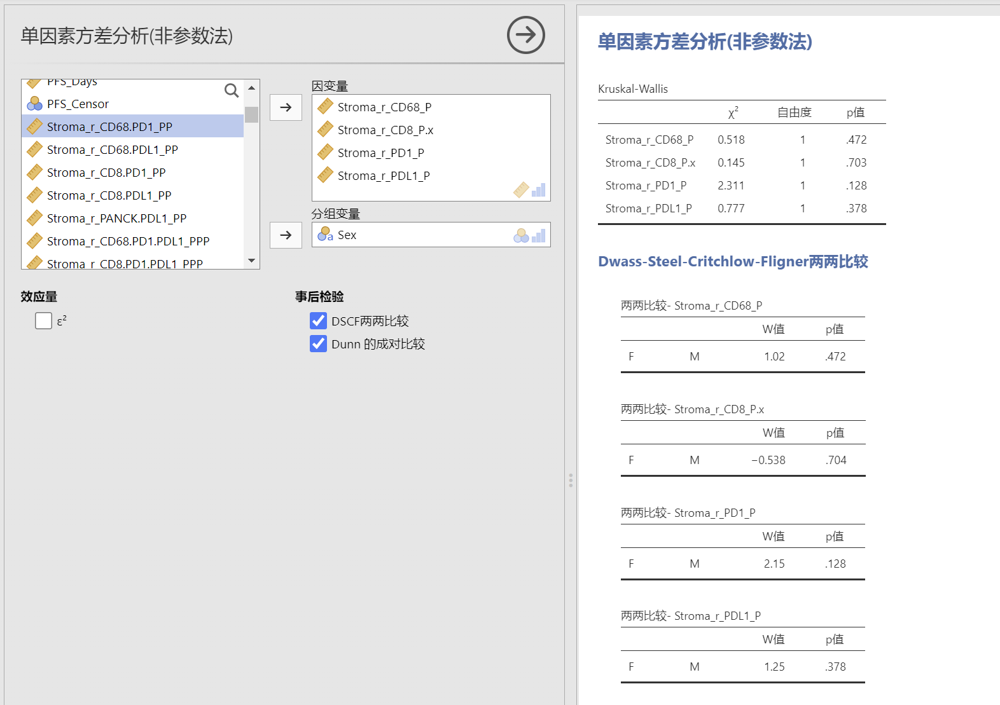 单因素方差分析(非参数法)
PFS_Days
PFS_Censor
Stroma_r_CD68.PD1_PP
Stroma_r_CD68.PDL1_PP
Stroma_r_CD8.PD1_PP
Stroma_r_CD8.PDL1_PP
Stroma_r_PANCK.PDL1_PP
Stroma_r_CD68.PD1.PDL1_PPP
Stroma_r_CD8.PD1.PDL1_PPP
因变量
Stroma_r_CD68_P
Stroma_r_CD8_P.x
Stroma_r_PD1_P
Stroma_r_PDL1_P
分组变量
a Sex
效应量
ε²
事后检验
DSCF两两比较
Dunn 的成对比较
单因素方差分析(非参数法)
Kruskal-Wallis
χ² 自由度 p值
Stroma_r_CD68_P 0.518 1 .472
Stroma_r_CD8_P.x 0.145 1 .703
Stroma_r_PD1_P 2.311 1 .128
Stroma_r_PDL1_P 0.777 1 .378
Dwass-Steel-Critchlow-Fligner两两比较
两两比较- Stroma_r_CD68_P
W值 p值
F M 1.02 .472
两两比较- Stroma_r_CD8_P.x
W值 p值
F M −0.538 .704
两两比较- Stroma_r_PD1_P
W值 p值
F M 2.15 .128
两两比较- Stroma_r_PDL1_P
W值 p值
F M 1.25 .378